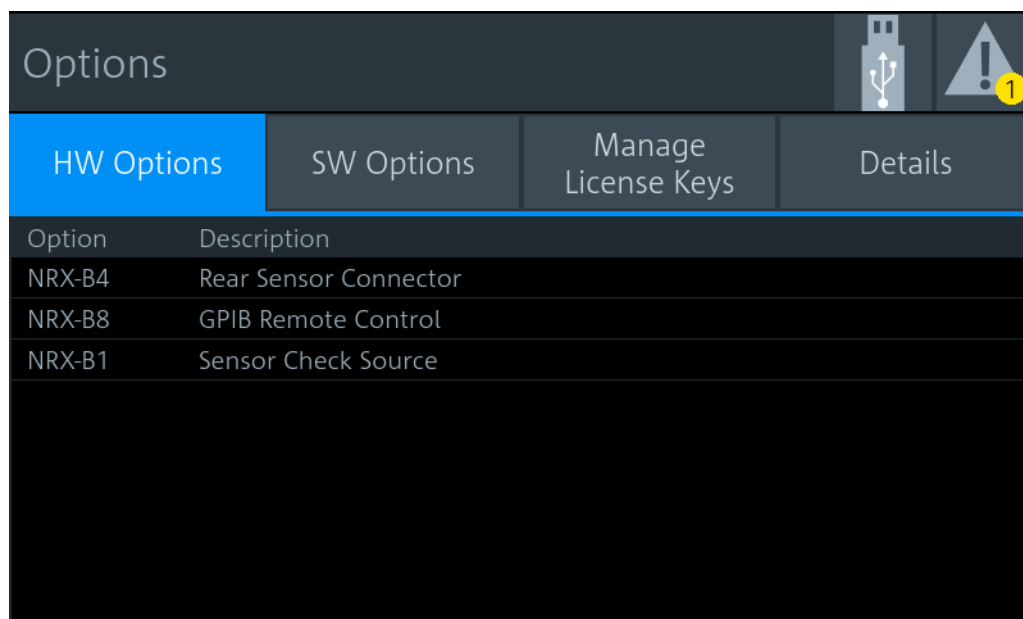 Options
1
HW Options
SW Options
Manage
License Keys
Details
Option Description
NRX-B4 Rear Sensor Connector
NRX-B8 GPIB Remote Control
NRX-B1 Sensor Check Source